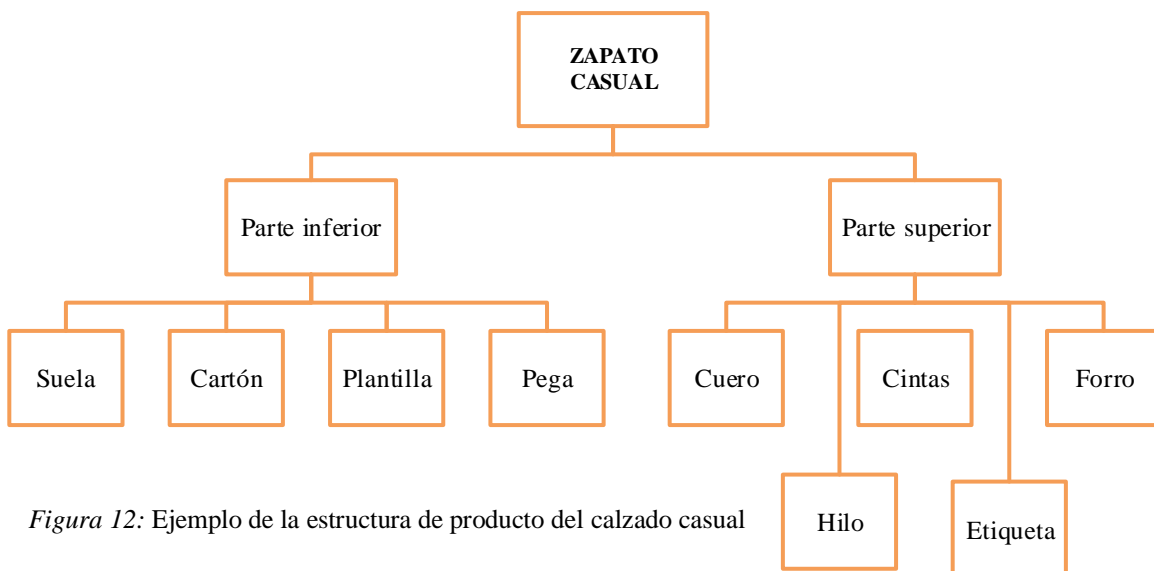 ZAPATO
CASUAL
Parte inferior
Parte superior
Suela
Cartón
Plantilla
Pega
Cuero
Cintas
Forro
Hilo
Etiqueta
Figura 12: Ejemplo de la estructura de producto del calzado casual